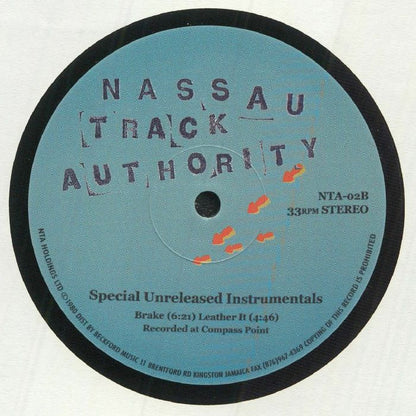 NASSAU
TRACK
AUTHORITY
NTA-02B
33RPM STEREO
Special Unreleased Instrumentals
Brake (6:21) Leather It (4:46)
Recorded at Compass Point
NTA HOLDINGS LTD ©1980 DIST BY BECKFORD MUSIC 11 BRENTFORD RD KINGSTON JAMAICA FAX (876)967-4369 COPYING OF THIS RECORD IS PROHIBITED